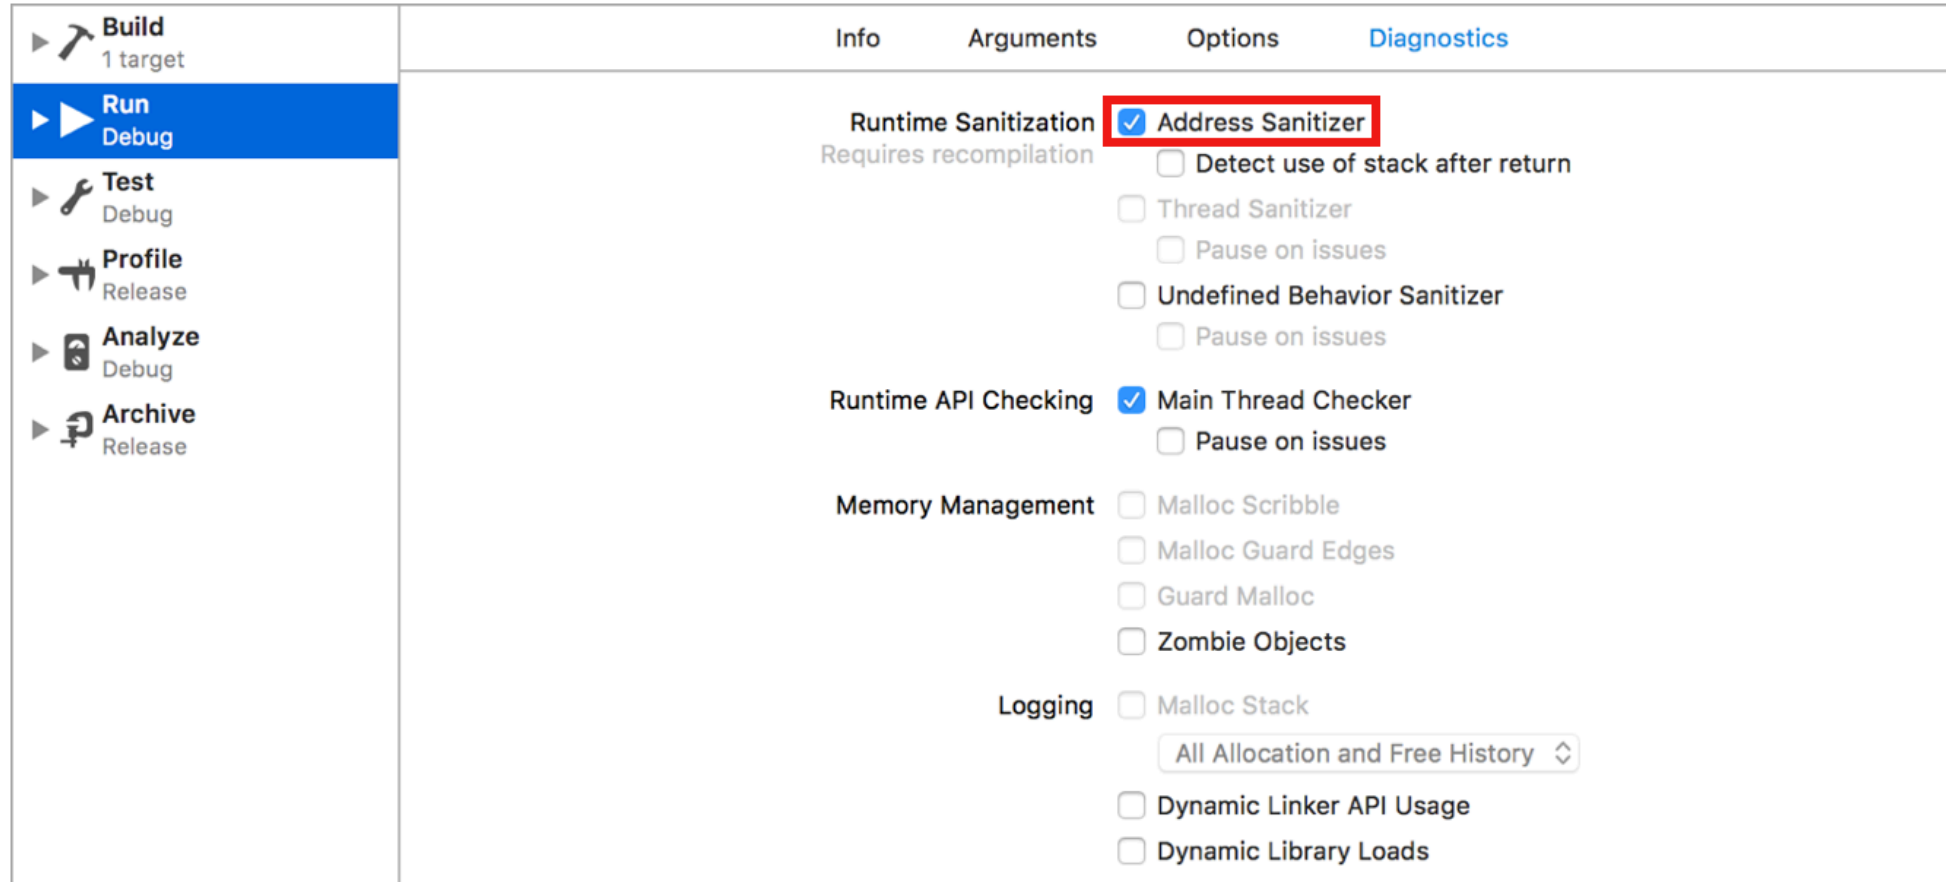 Build
1 target
Run
Debug
Test
Debug
Profile
Release
Analyze
Debug
Archive
Release
Info Arguments Options Diagnostics
Runtime Sanitization Address Sanitizer
Requires recompilation
Detect use of stack after return
Thread Sanitizer
Pause on issues
Undefined Behavior Sanitizer
Pause on issues
Runtime API Checking Main Thread Checker
Pause on issues
Memory Management Malloc Scribble
Malloc Guard Edges
Guard Malloc
Zombie Objects
Logging Malloc Stack
All Allocation and Free History
Dynamic Linker API Usage
Dynamic Library Loads